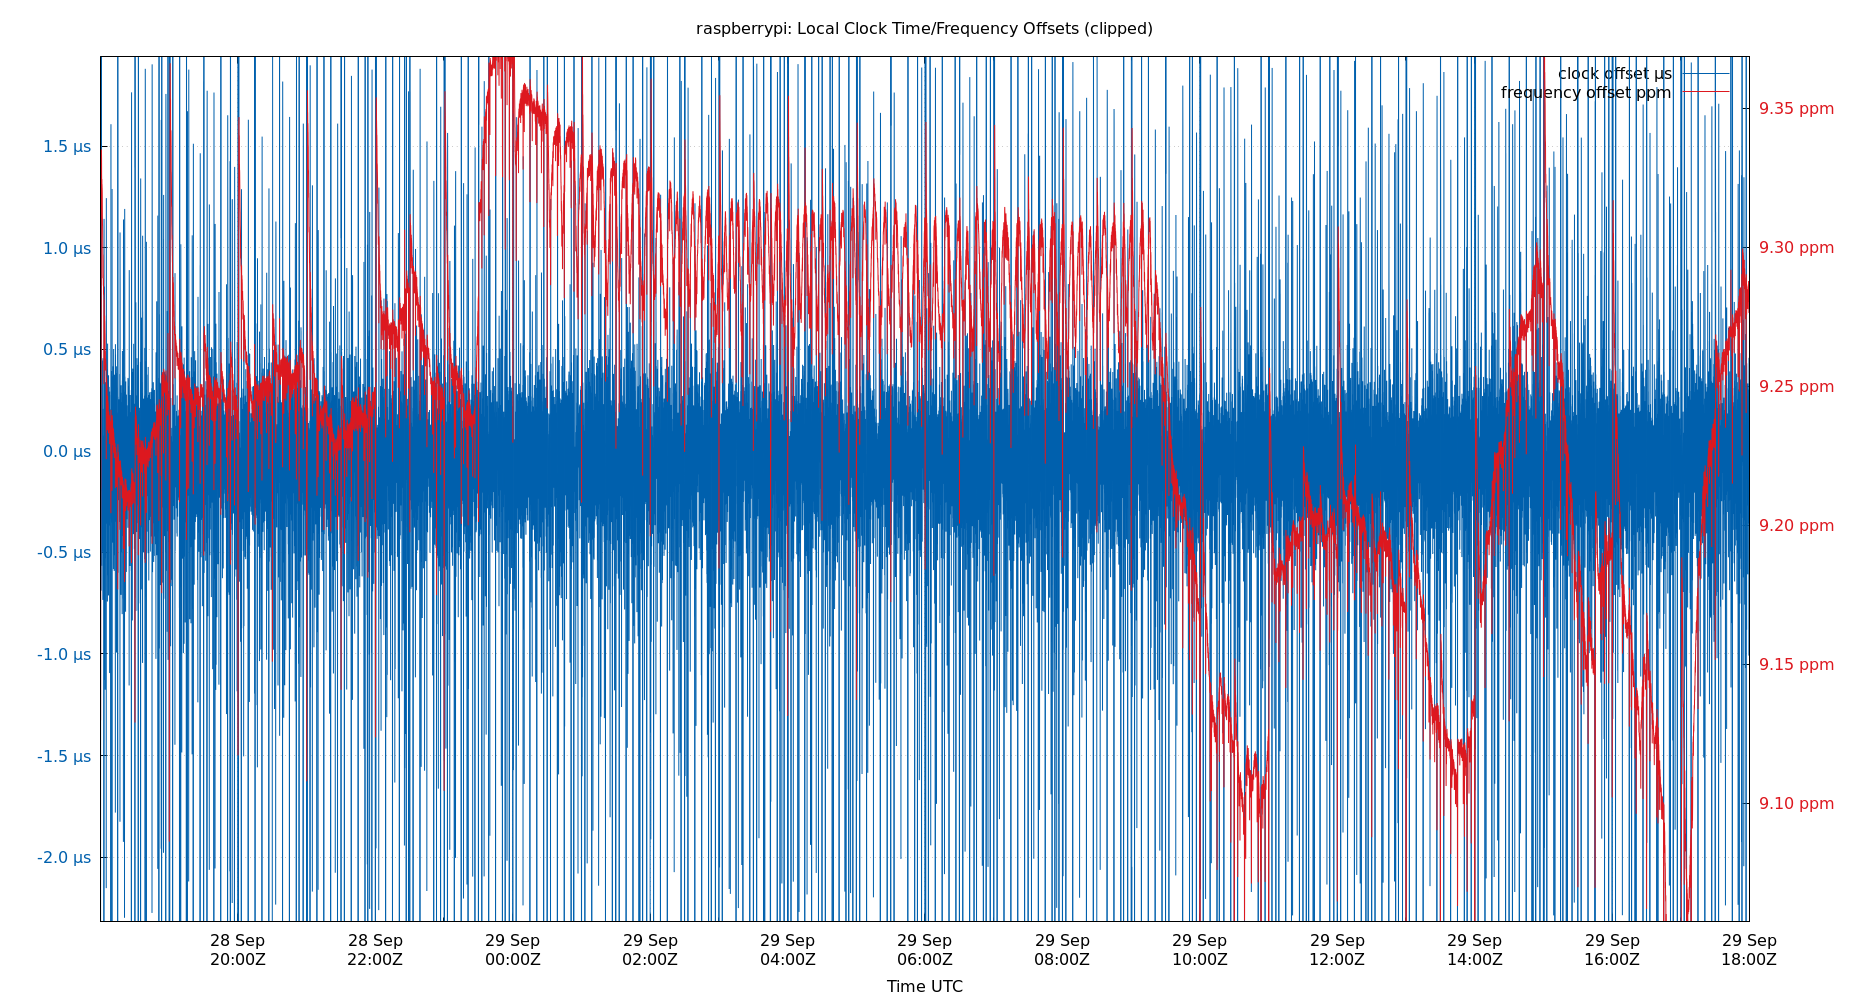 raspberrypi: Local Clock Time/Frequency Offsets (clipped)
clock offset µs
frequency offset ppm
1.5 µs
1.0 µs
0.5 µs
0.0 µs
-0.5 µs
-1.0 µs
-1.5 µs
-2.0 µs
9.35 ppm
9.30 ppm
9.25 ppm
9.20 ppm
9.15 ppm
9.10 ppm
28 Sep 28 Sep 29 Sep 29 Sep 29 Sep 29 Sep 29 Sep 29 Sep 29 Sep 29 Sep 29 Sep 29 Sep
20:00Z 22:00Z 00:00Z 02:00Z 04:00Z 06:00Z 08:00Z 10:00Z 12:00Z 14:00Z 16:00Z 18:00Z
Time UTC